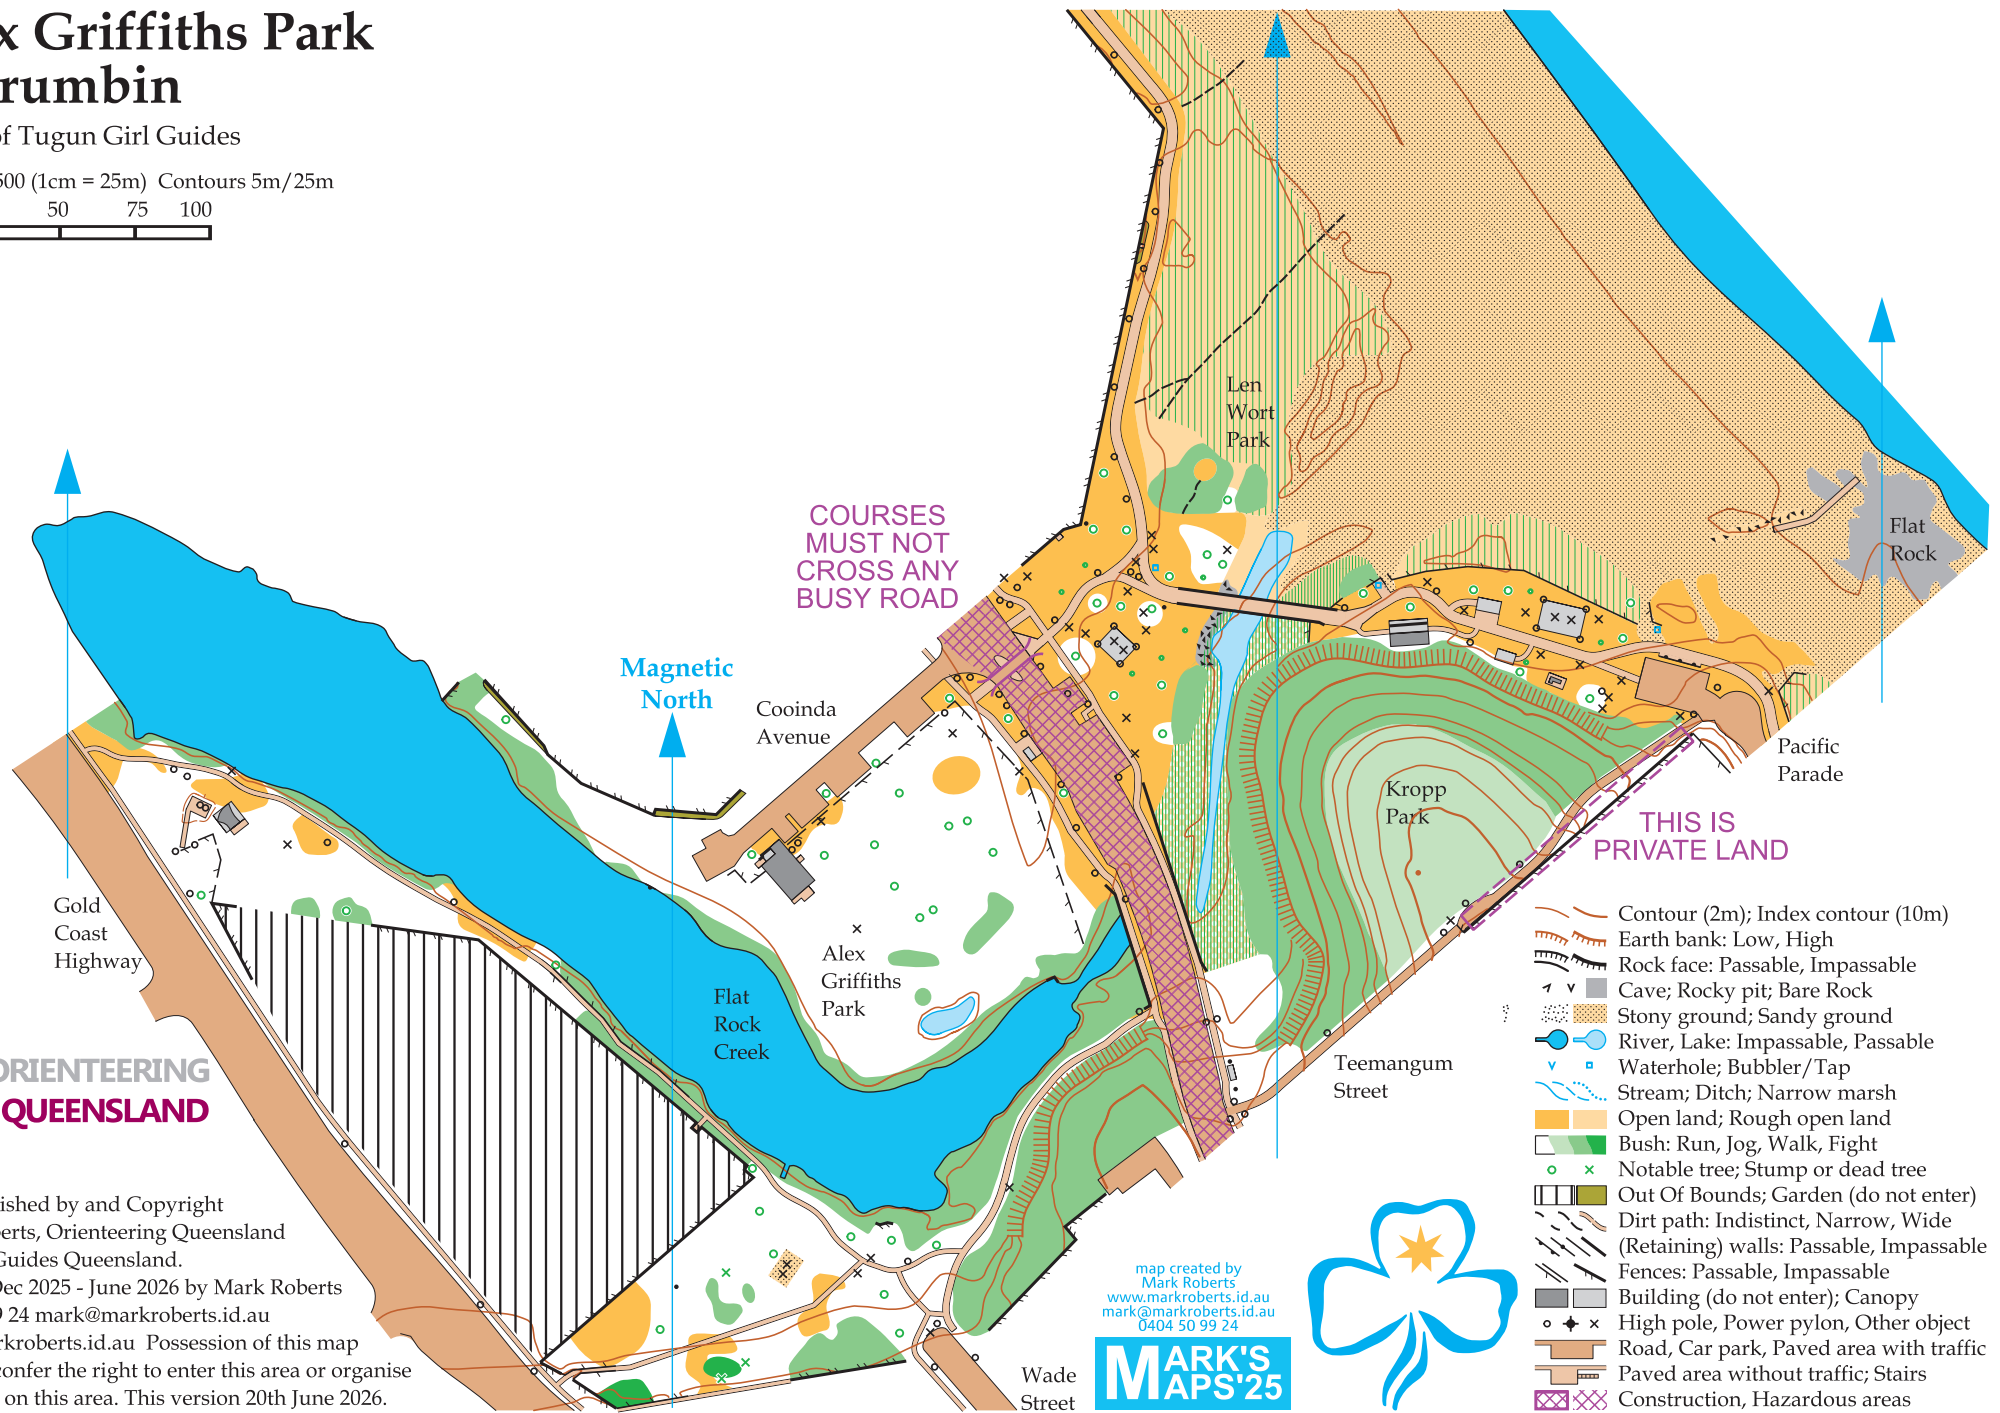 x Griffiths Park
rumbin
of Tugun Girl Guides
500 (1cm = 25m)  Contours 5m/25m
50 75 100
COURSES
MUST NOT
CROSS ANY
BUSY ROAD
Len
Wort
Park
Flat
Rock
Magnetic
North
Cooinda
Avenue
Kropp
Park
Pacific
Parade
THIS IS
PRIVATE LAND
Gold
Coast
Highway
Alex
Griffiths
Park
Flat
Rock
Creek
Teemangum
Street
Wade
Street
ORIENTEERING
QUEENSLAND
ished by and Copyright
erts, Orienteering Queensland
Guides Queensland.
Dec 2025 - June 2026 by Mark Roberts
9 24 mark@markroberts.id.au
rkroberts.id.au  Possession of this map
confer the right to enter this area or organise
on this area. This version 20th June 2026.
map created by
Mark Roberts
www.markroberts.id.au
mark@markroberts.id.au
0404 50 99 24
MARK'S
MAPS'25
Contour (2m); Index contour (10m)
Earth bank: Low, High
Rock face: Passable, Impassable
Cave; Rocky pit; Bare Rock
Stony ground; Sandy ground
River, Lake: Impassable, Passable
Waterhole; Bubbler/Tap
Stream; Ditch; Narrow marsh
Open land; Rough open land
Bush: Run, Jog, Walk, Fight
Notable tree; Stump or dead tree
Out Of Bounds; Garden (do not enter)
Dirt path: Indistinct, Narrow, Wide
(Retaining) walls: Passable, Impassable
Fences: Passable, Impassable
Building (do not enter); Canopy
High pole, Power pylon, Other object
Road, Car park, Paved area with traffic
Paved area without traffic; Stairs
Construction, Hazardous areas